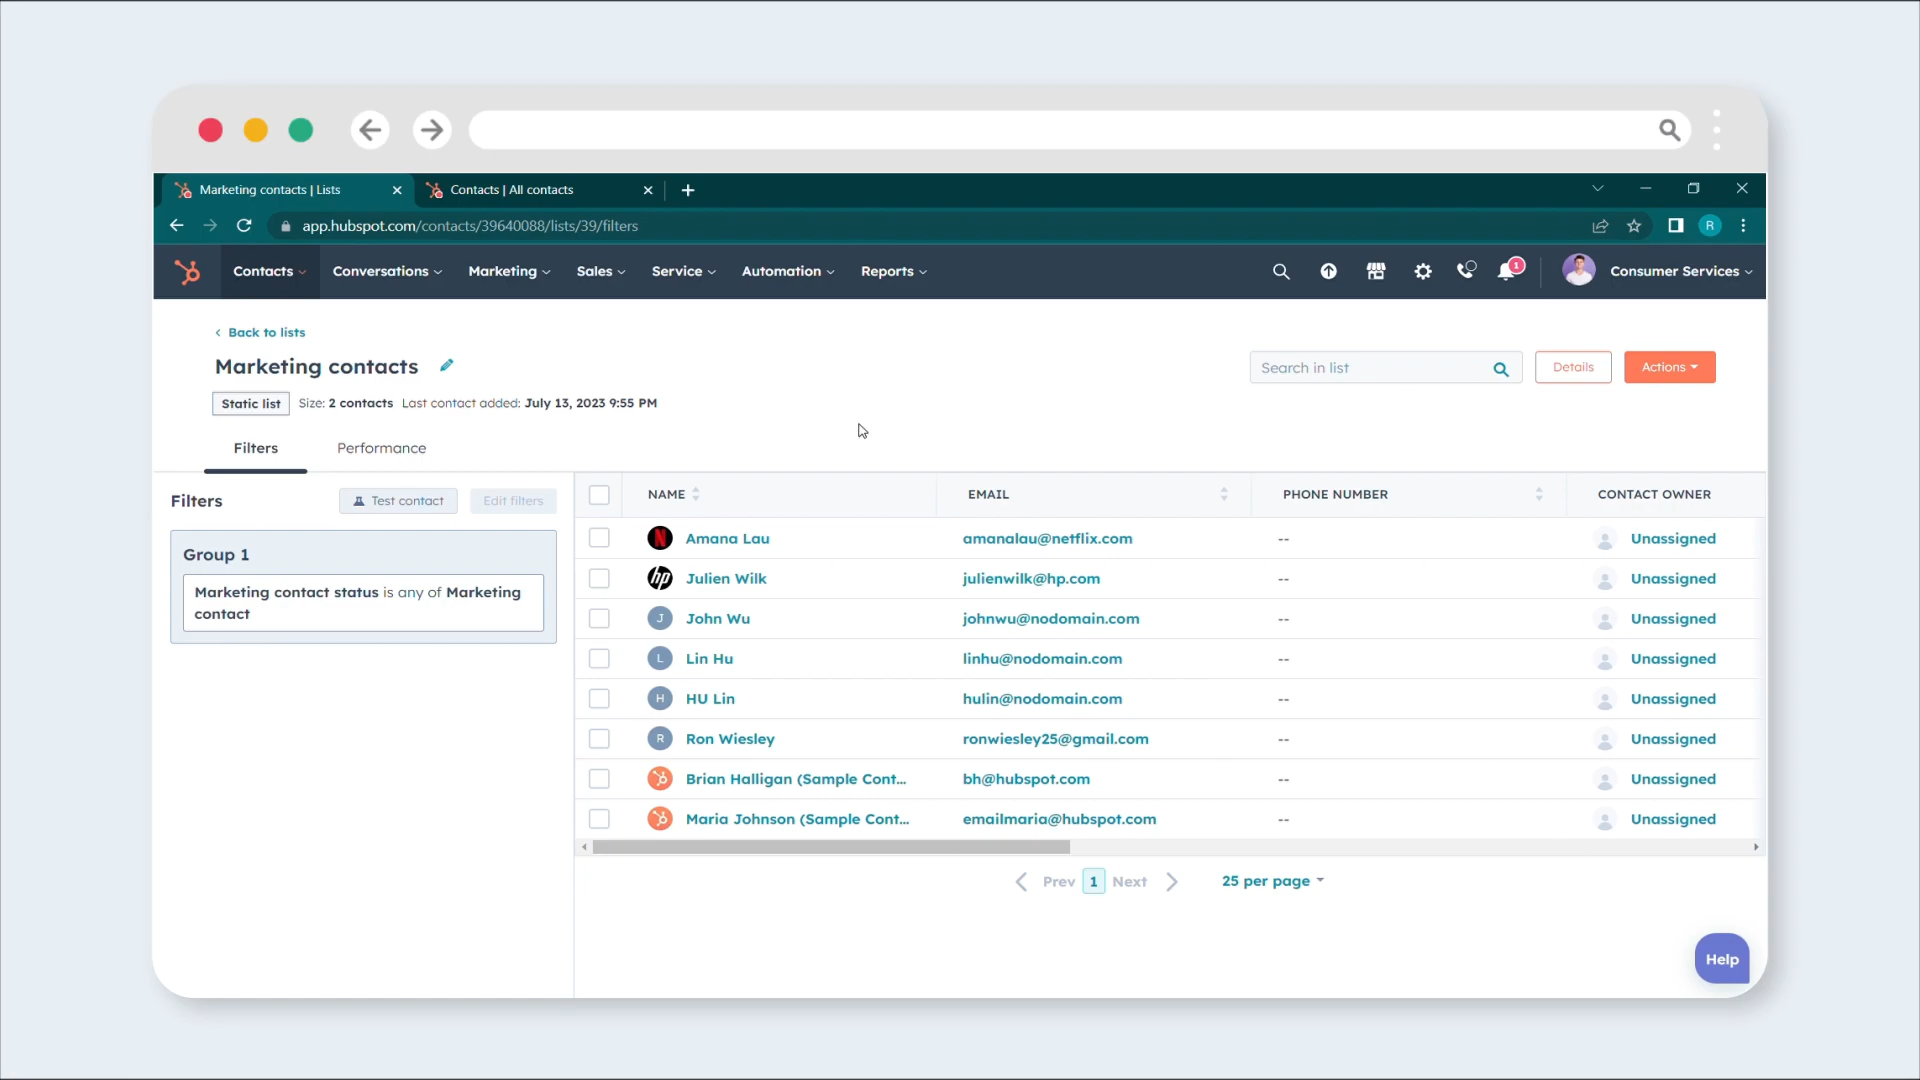 Marketing contacts | Lists
Contacts | All contacts
app.hubspot.com/contacts/39640088/lists/39/filters
R
Contacts
Conversations
Marketing
Sales
Service
Automation
Reports
1
Consumer Services
Back to lists
Marketing contacts
Search in list
Details
Actions
Static list Size: 2 contacts Last contact added: July 13, 2023 9:55 PM
Filters
Performance
Filters
Test contact
Edit filters
Group 1
Marketing contact status is any of Marketing
contact
NAME EMAIL PHONE NUMBER CONTACT OWNER
N Amana Lau amanalau@netflix.com -- Unassigned
hp Julien Wilk julienwilk@hp.com -- Unassigned
J John Wu johnwu@nodomain.com -- Unassigned
L Lin Hu linhu@nodomain.com -- Unassigned
H HU Lin hulin@nodomain.com -- Unassigned
R Ron Wiesley ronwiesley25@gmail.com -- Unassigned
Brian Halligan (Sample Cont... bh@hubspot.com -- Unassigned
Maria Johnson (Sample Cont... emailmaria@hubspot.com -- Unassigned
Prev 1 Next 25 per page
Help